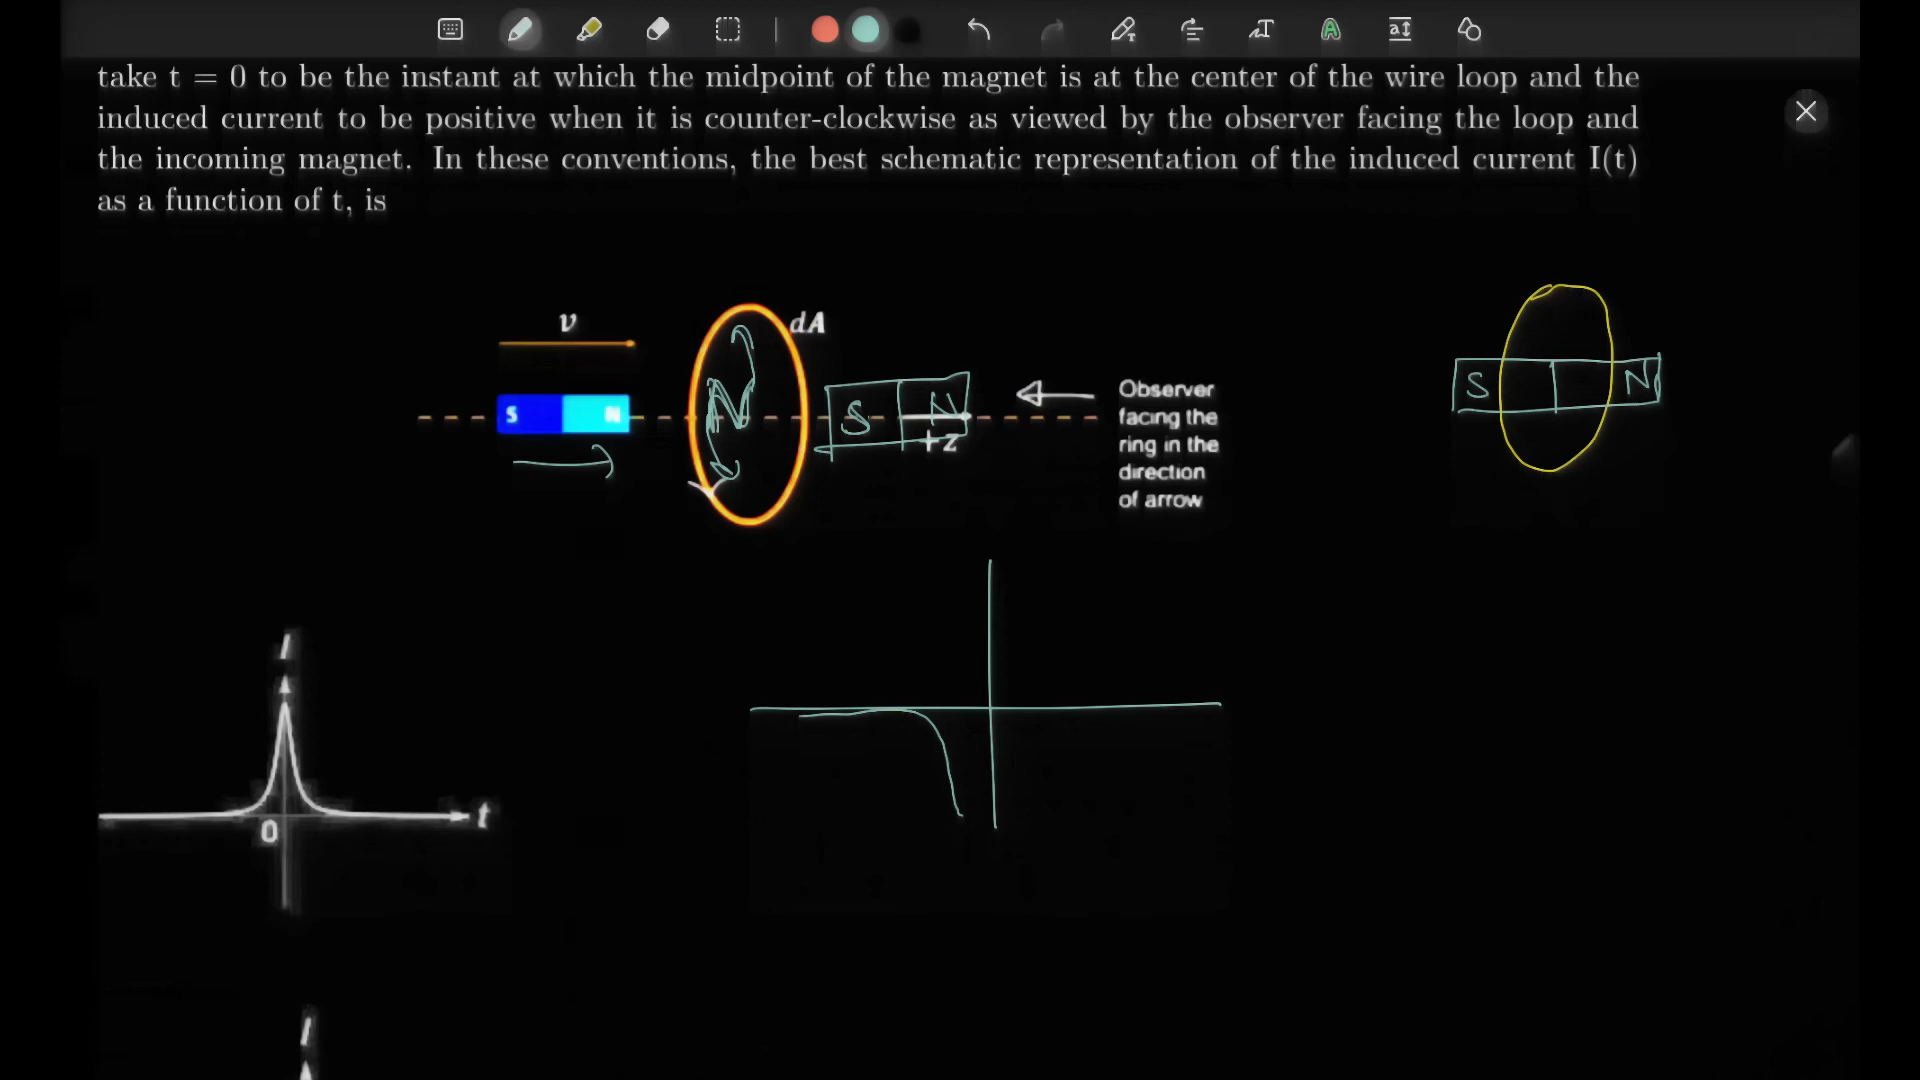 take t = 0 to be the instant at which the midpoint of the magnet is at the center of the wire loop and the
induced current to be positive when it is counter-clockwise as viewed by the observer facing the loop and
the incoming magnet. In these conventions, the best schematic representation of the induced current I(t)
as a function of t, is
v
dA
S N
N
S N
+z
Observer
facing the
ring in the
direction
of arrow
S N
I
0
t
I